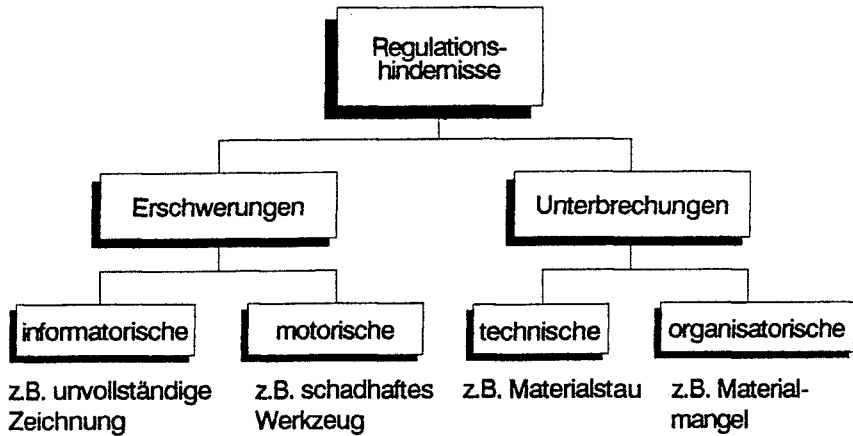 Regulations-
hindernisse
Erschwerungen
Unterbrechungen
informatorische
motorische
technische
organisatorische
z.B. unvollständige
Zeichnung
z.B. schadhaftes
Werkzeug
z.B. Materialstau
z.B. Material-
mangel